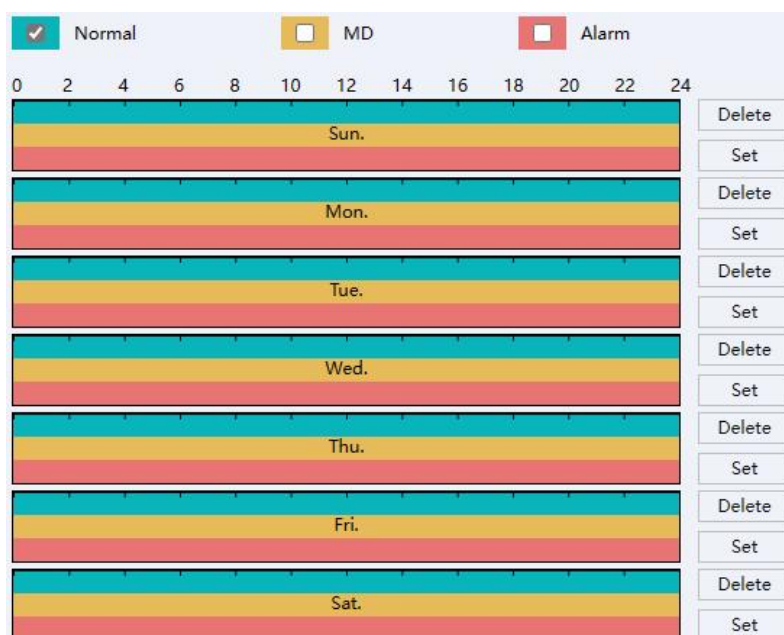 Normal MD Alarm
0 2 4 6 8 10 12 14 16 18 20 22 24
Delete
Sun.
Set
Delete
Mon.
Set
Delete
Tue.
Set
Delete
Wed.
Set
Delete
Thu.
Set
Delete
Fri.
Set
Delete
Sat.
Set